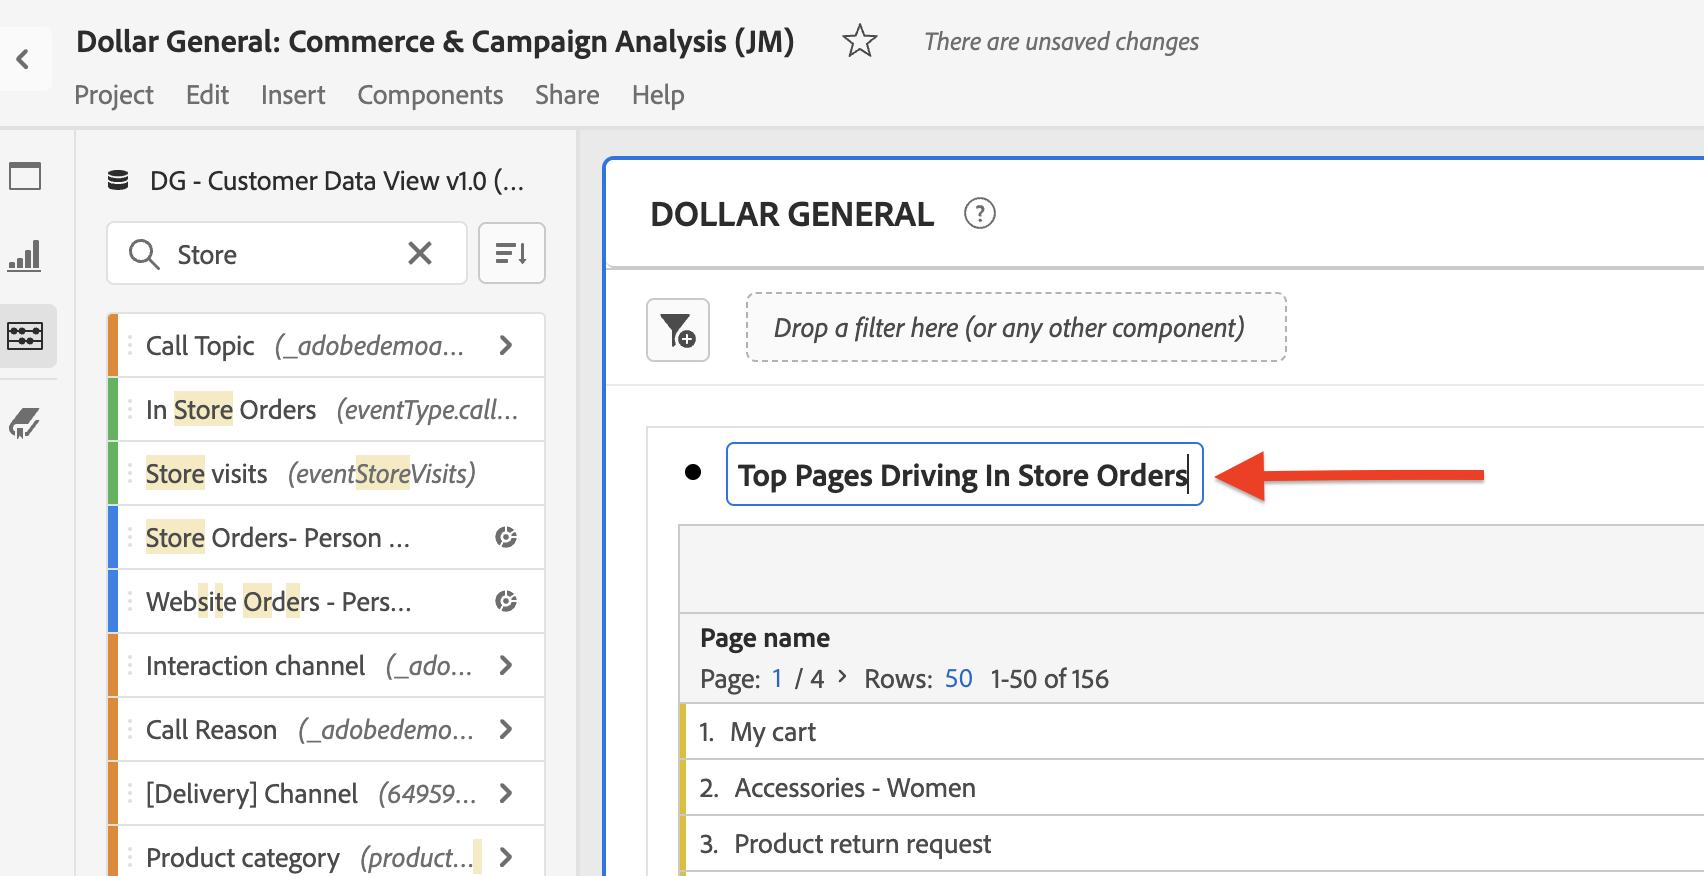 Dollar General: Commerce & Campaign Analysis (JM)
There are unsaved changes
Project Edit Insert Components Share Help
DG - Customer Data View v1.0 (...
Store
Call Topic (_adobedemoa...
In Store Orders (eventType.call...
Store visits (eventStoreVisits)
Store Orders- Person ...
Website Orders - Pers...
Interaction channel (_ado...
Call Reason (_adobedemo...
[Delivery] Channel (64959...
Product category (product...
DOLLAR GENERAL ?
Drop a filter here (or any other component)
Top Pages Driving In Store Orders
Page name
Page: 1 / 4 > Rows: 50 1-50 of 156
1. My cart
2. Accessories - Women
3. Product return request